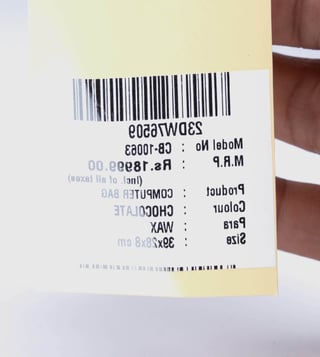 23DW76509
Model No : CB-10063
M.R.P. : Rs.18999.00
(Incl. of all taxes)
Product : COMPUTER BAG
Colour : CHOCOLATE
Para : WAX
Size : 39x28x8 cm